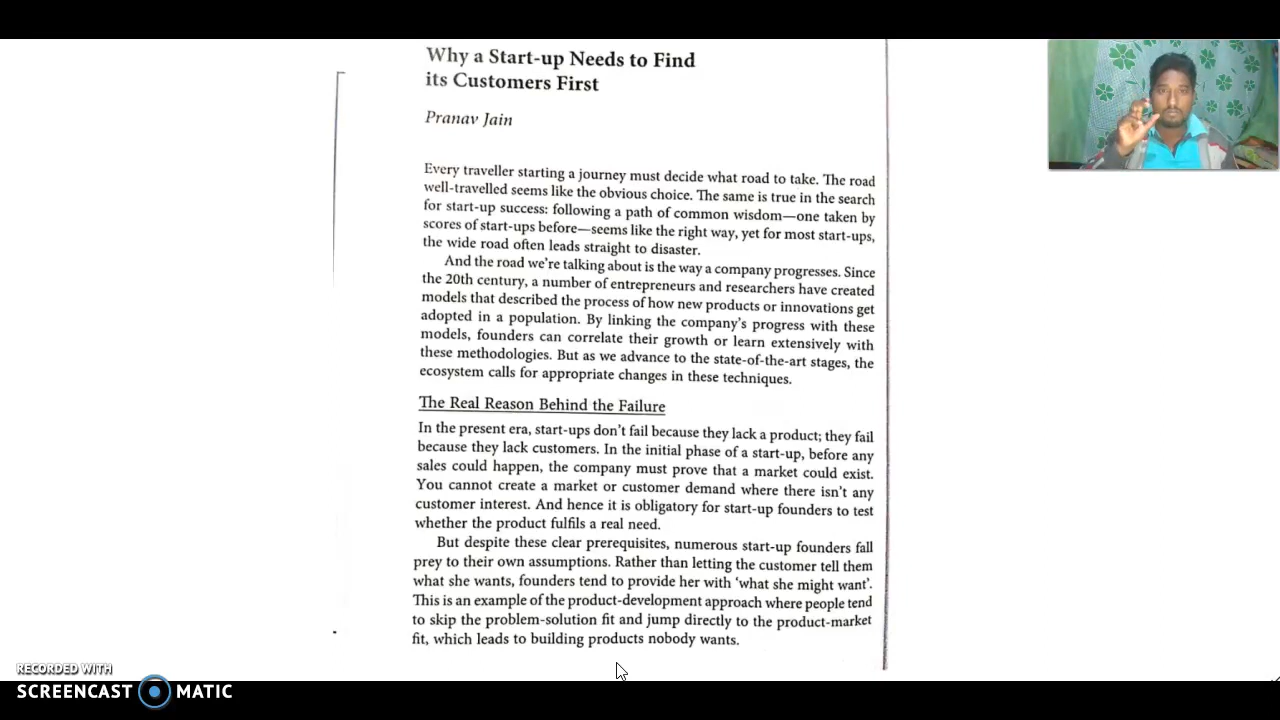 Why a Start-up Needs to Find
its Customers First
Pranav Jain
Every traveller starting a journey must decide what road to take. The road
well-travelled seems like the obvious choice. The same is true in the search
for start-up success: following a path of common wisdom—one taken by
scores of start-ups before—seems like the right way, yet for most start-ups,
the wide road often leads straight to disaster.
And the road we're talking about is the way a company progresses. Since
the 20th century, a number of entrepreneurs and researchers have created
models that described the process of how new products or innovations get
adopted in a population. By linking the company's progress with these
models, founders can correlate their growth or learn extensively with
these methodologies. But as we advance to the state-of-the-art stages, the
ecosystem calls for appropriate changes in these techniques.
The Real Reason Behind the Failure
In the present era, start-ups don't fail because they lack a product; they fail
because they lack customers. In the initial phase of a start-up, before any
sales could happen, the company must prove that a market could exist.
You cannot create a market or customer demand where there isn't any
customer interest. And hence it is obligatory for start-up founders to test
whether the product fulfils a real need.
But despite these clear prerequisites, numerous start-up founders fall
prey to their own assumptions. Rather than letting the customer tell them
what she wants, founders tend to provide her with 'what she might want'.
This is an example of the product-development approach where people tend
to skip the problem-solution fit and jump directly to the product-market
fit, which leads to building products nobody wants.
RECORDED WITH
SCREENCAST MATIC